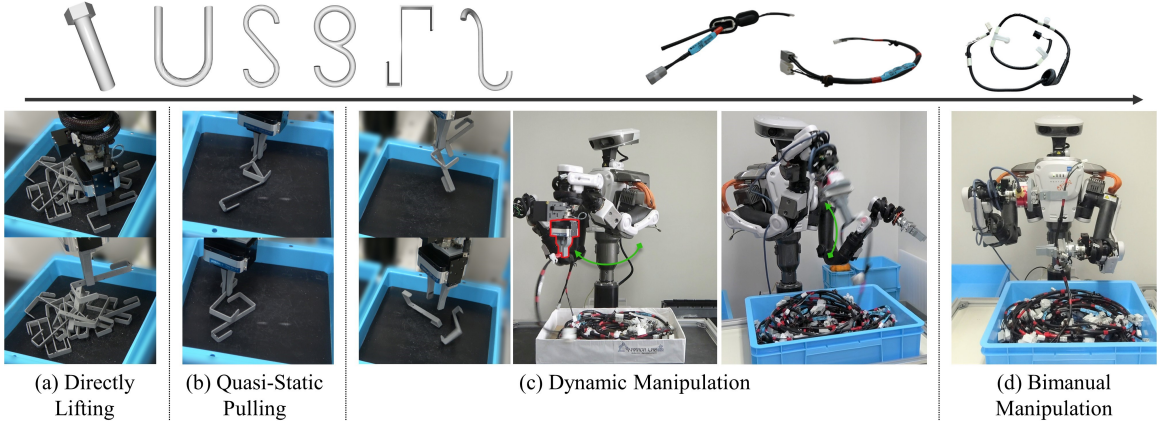 (a) Directly
Lifting
(b) Quasi-Static
Pulling
(c) Dynamic Manipulation
(d) Bimanual
Manipulation